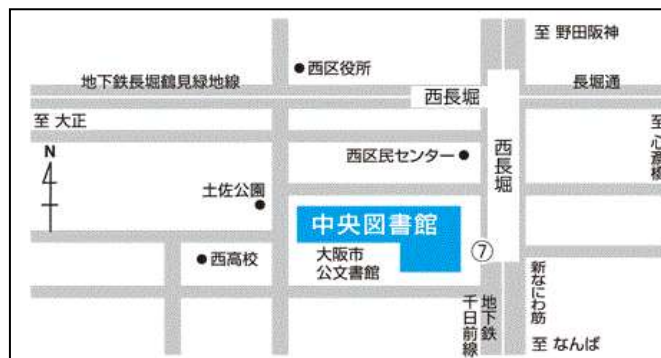 至 野田阪神
西区役所
地下鉄長堀鶴見緑地線
西長堀
長堀通
至 大正
至 心斎橋
N
西区民センター
西長堀
土佐公園
中央図書館
西高校
大阪市
公文書館
⑦
地下鉄
千日前線
新なにわ筋
至 なんば